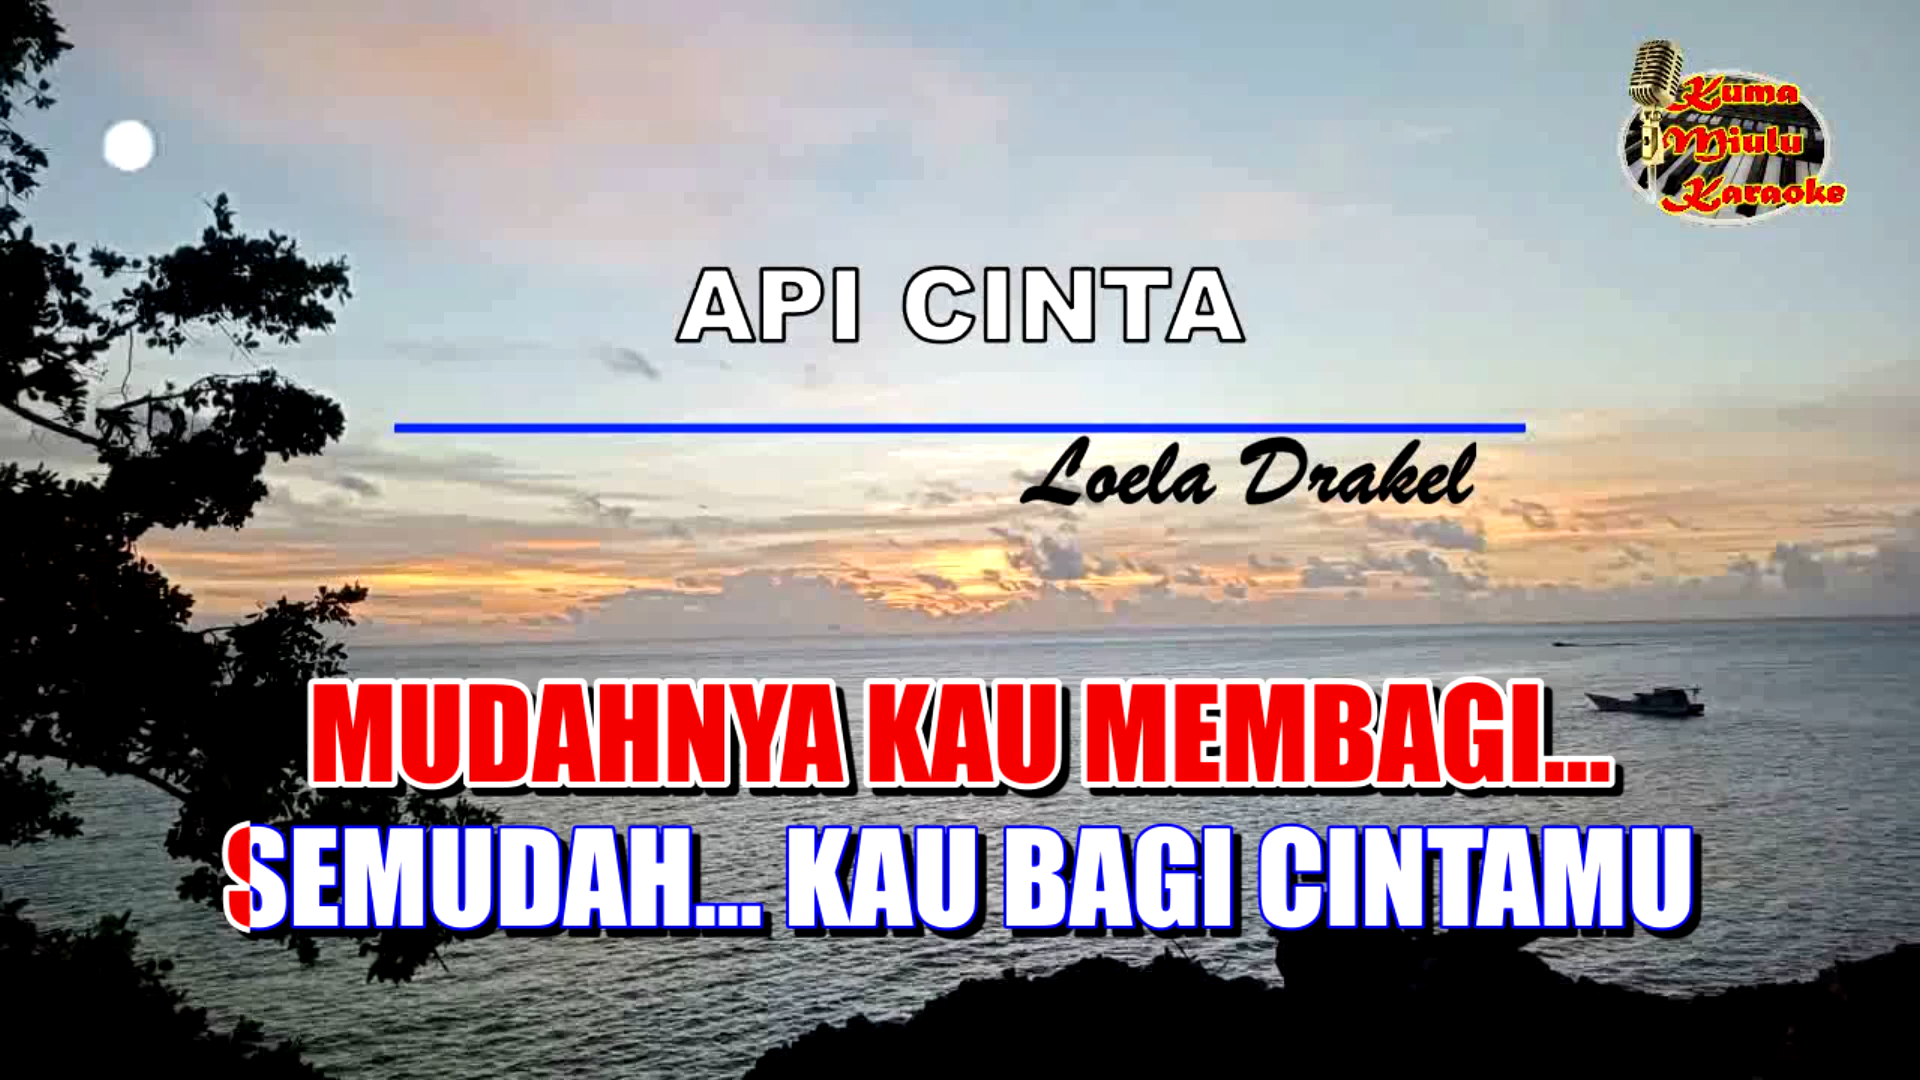 Kuma
Miulu
Karaoke
API CINTA
Loela Drakel
MUDAHNYA KAU MEMBAGI...
SEMUDAH... KAU BAGI CINTAMU